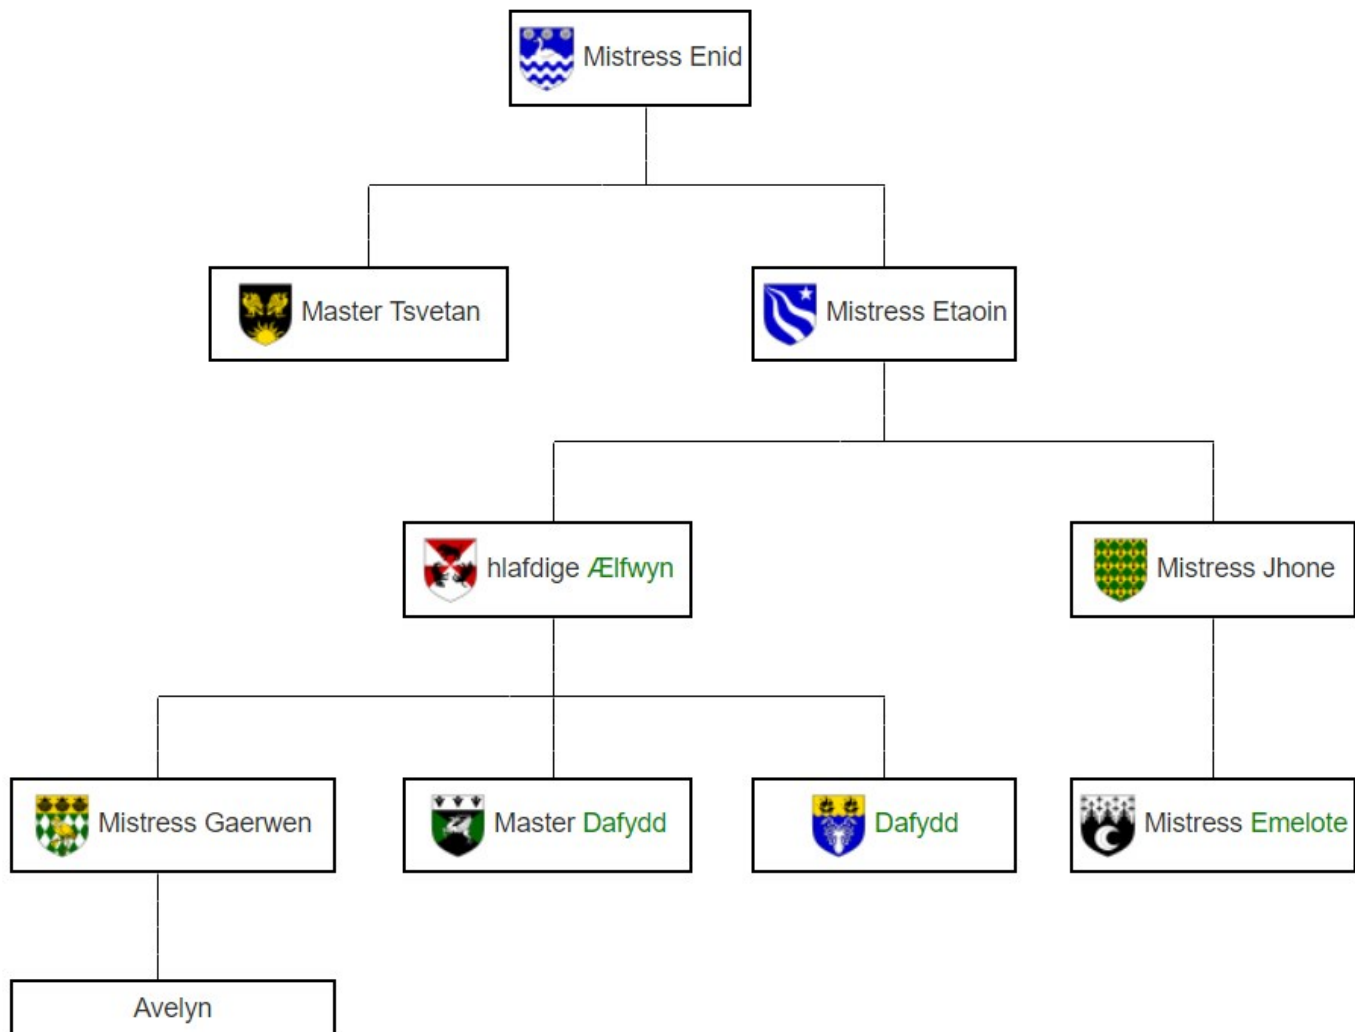 Mistress Enid
Master Tsvetan
Mistress Etaoin
hlafdige Ælfwyn
Mistress Jhone
Mistress Gaerwen
Master Dafydd
Dafydd
Mistress Emelote
Avelyn